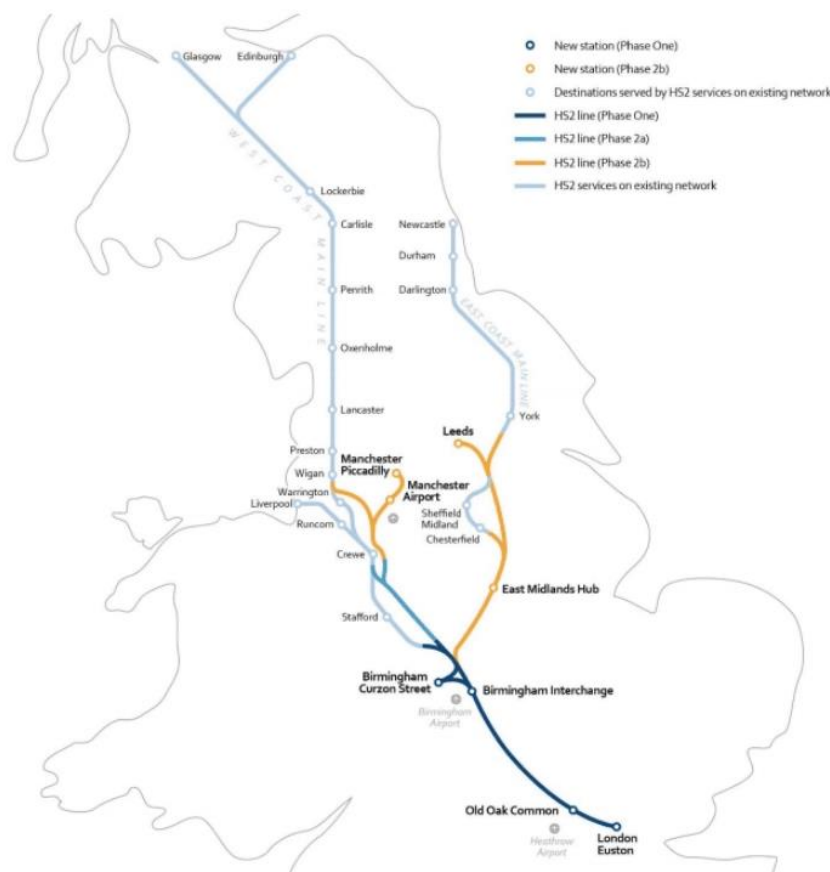 New station (Phase One)
New station (Phase 2b)
Destinations served by HS2 services on existing network
HS2 line (Phase One)
HS2 line (Phase 2a)
HS2 line (Phase 2b)
HS2 services on existing network
Glasgow
Edinburgh
WEST COAST MAIN LINE
Lockerbie
Carlisle
Newcastle
Durham
Penrith
Darlington
EAST COAST MAIN LINE
Oxenholme
Lancaster
York
Leeds
Preston
Manchester
Piccadilly
Wigan
Manchester
Airport
Warrington
Liverpool
Runcorn
Sheffield
Midland
Chesterfield
Crewe
East Midlands Hub
Stafford
Birmingham
Curzon Street
Birmingham Interchange
Birmingham
Airport
Old Oak Common
London
Euston
Heathrow
Airport